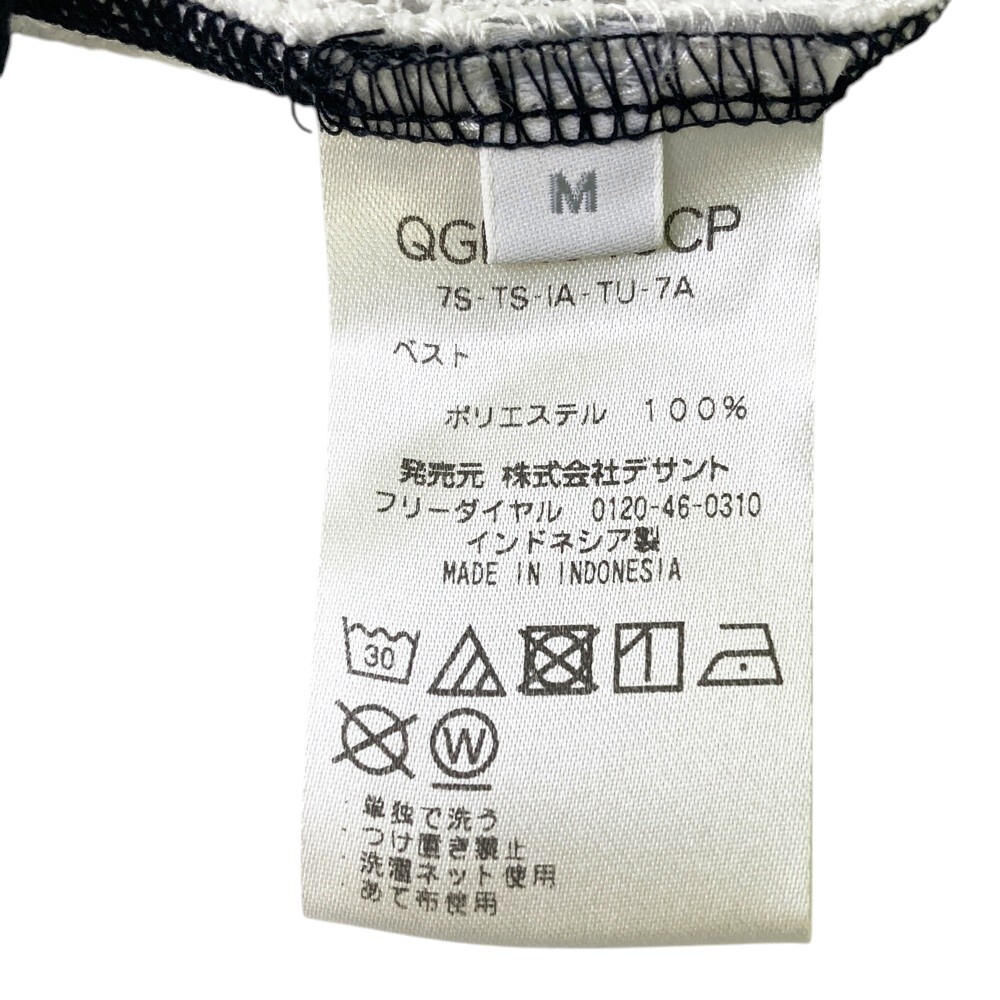 M
CP
7S-TS-IA-TU-7A
ベスト
ポリエステル 100%
発売元 株式会社デサント
フリーダイヤル 0120-46-0310
インドネシア製
MADE IN INDONESIA
30
W
単独で洗う
つけ置き禁止
洗濯ネット使用
あて布使用